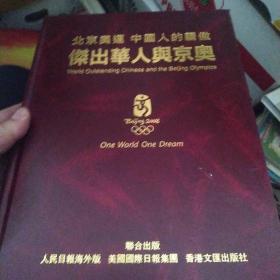 北京奧運 中國人的驕傲
傑出華人與京奧
World Outstanding Chinese and the Beijing Olympics
Beijing 2008
One World One Dream
聯合出版
人民日報海外版 美國國際日報集團 香港文匯出版社